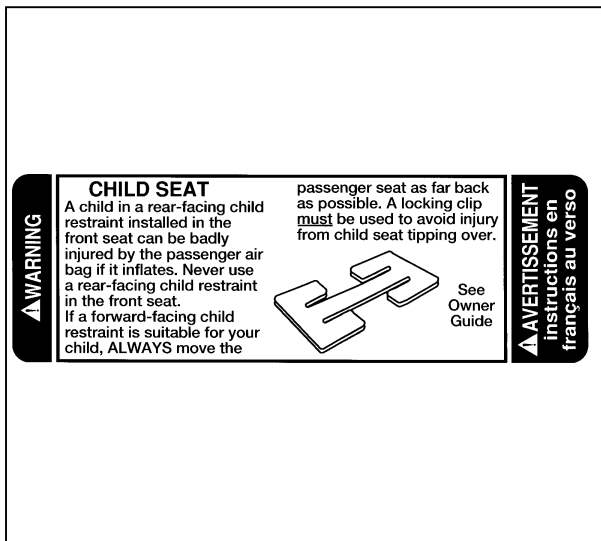 WARNING
CHILD SEAT
A child in a rear-facing child
restraint installed in the
front seat can be badly
injured by the passenger air
bag if it inflates. Never use
a rear-facing child restraint
in the front seat.
If a forward-facing child
restraint is suitable for your
child, ALWAYS move the
passenger seat as far back
as possible. A locking clip
must be used to avoid injury
from child seat tipping over.
See
Owner
Guide
AVERTISSEMENT
instructions en
français au verso